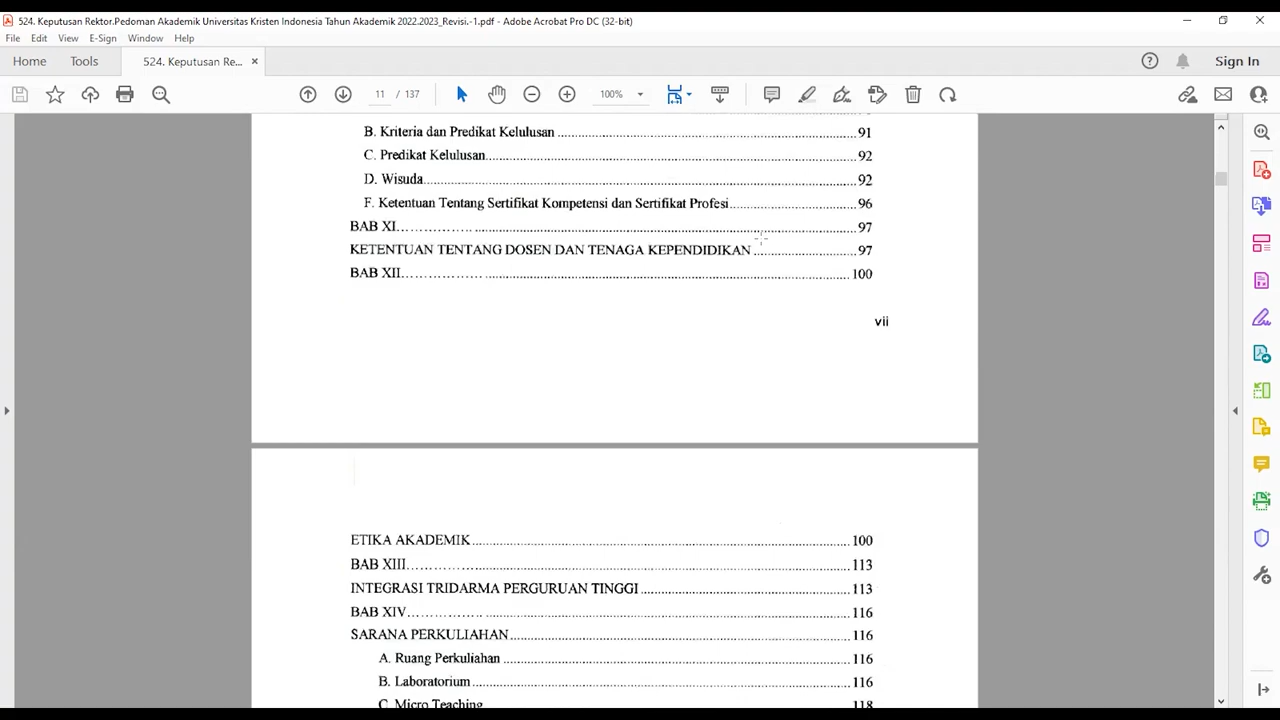 524. Keputusan Rektor.Pedoman Akademik Universitas Kristen Indonesia Tahun Akademik 2022.2023_Revisi.-1.pdf - Adobe Acrobat Pro DC (32-bit)
File Edit View E-Sign Window Help
Home Tools 524. Keputusan Re... × Sign In
11 / 137 100%
B. Kriteria dan Predikat Kelulusan 91
C. Predikat Kelulusan 92
D. Wisuda 92
F. Ketentuan Tentang Sertifikat Kompetensi dan Sertifikat Profesi 96
BAB XI 97
KETENTUAN TENTANG DOSEN DAN TENAGA KEPENDIDIKAN 97
BAB XII 100
vii
ETIKA AKADEMIK 100
BAB XIII 113
INTEGRASI TRIDARMA PERGURUAN TINGGI 113
BAB XIV 116
SARANA PERKULIAHAN 116
A. Ruang Perkuliahan 116
B. Laboratorium 116
C. Micro Teaching 118